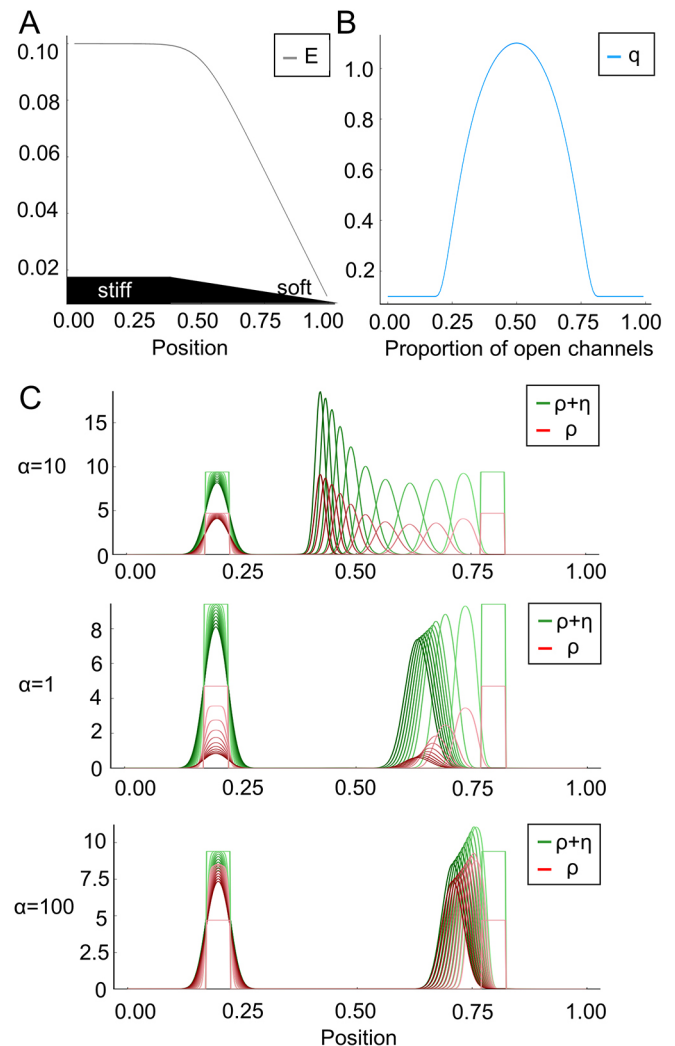 A
E
0.10
0.08
0.06
0.04
0.02
stiff
soft
0.00 0.25 0.50 0.75 1.00
Position
B
q
1.0
0.8
0.6
0.4
0.2
0.25 0.50 0.75
Proportion of open channels
C
α=10
ρ+η
ρ
15
10
5
0
0.00 0.25 0.50 0.75 1.00
α=1
ρ+η
ρ
8
6
4
2
0
0.00 0.25 0.50 0.75 1.00
α=100
ρ+η
ρ
10
7.5
5
2.5
0
0.00 0.25 0.50 0.75 1.00
Position